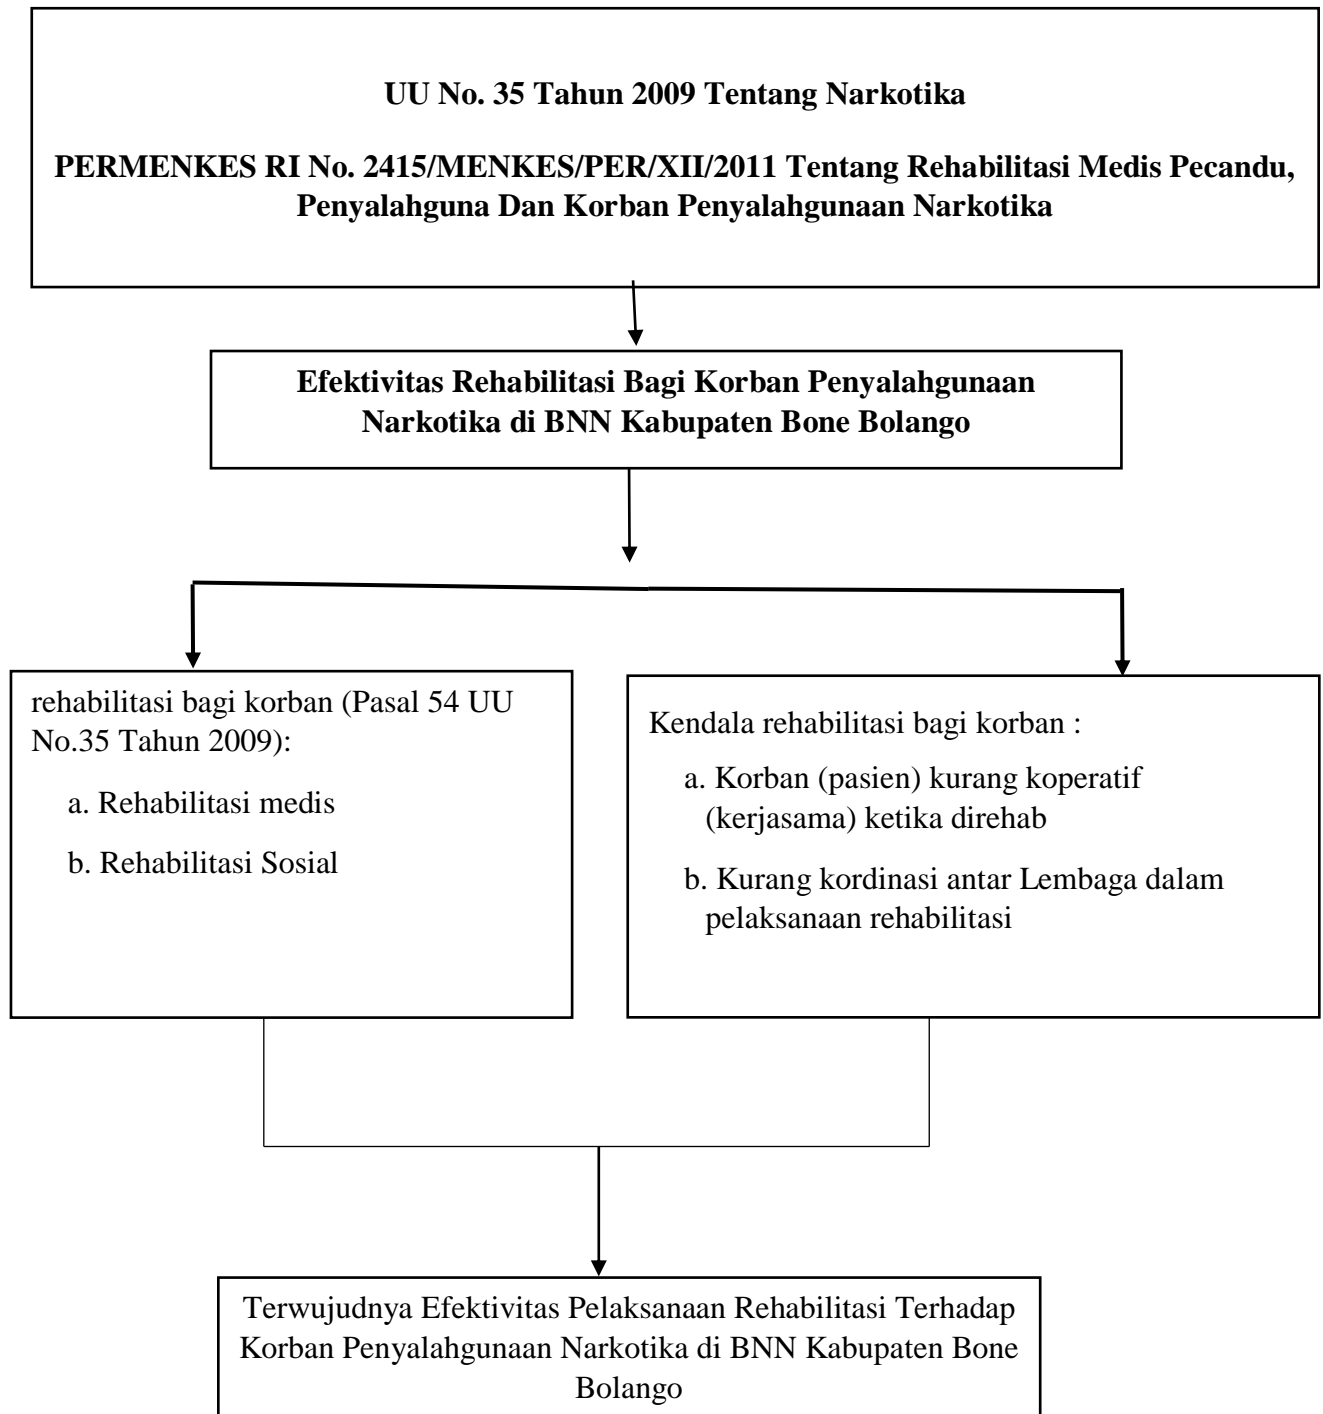 UU No. 35 Tahun 2009 Tentang Narkotika
PERMENKES RI No. 2415/MENKES/PER/XII/2011 Tentang Rehabilitasi Medis Pecandu,
Penyalahguna Dan Korban Penyalahgunaan Narkotika
Efektivitas Rehabilitasi Bagi Korban Penyalahgunaan
Narkotika di BNN Kabupaten Bone Bolango
rehabilitasi bagi korban (Pasal 54 UU
No.35 Tahun 2009):
a. Rehabilitasi medis
b. Rehabilitasi Sosial
Kendala rehabilitasi bagi korban :
a. Korban (pasien) kurang koperatif
(kerjasama) ketika direhab
b. Kurang kordinasi antar Lembaga dalam
pelaksanaan rehabilitasi
Terwujudnya Efektivitas Pelaksanaan Rehabilitasi Terhadap
Korban Penyalahgunaan Narkotika di BNN Kabupaten Bone
Bolango